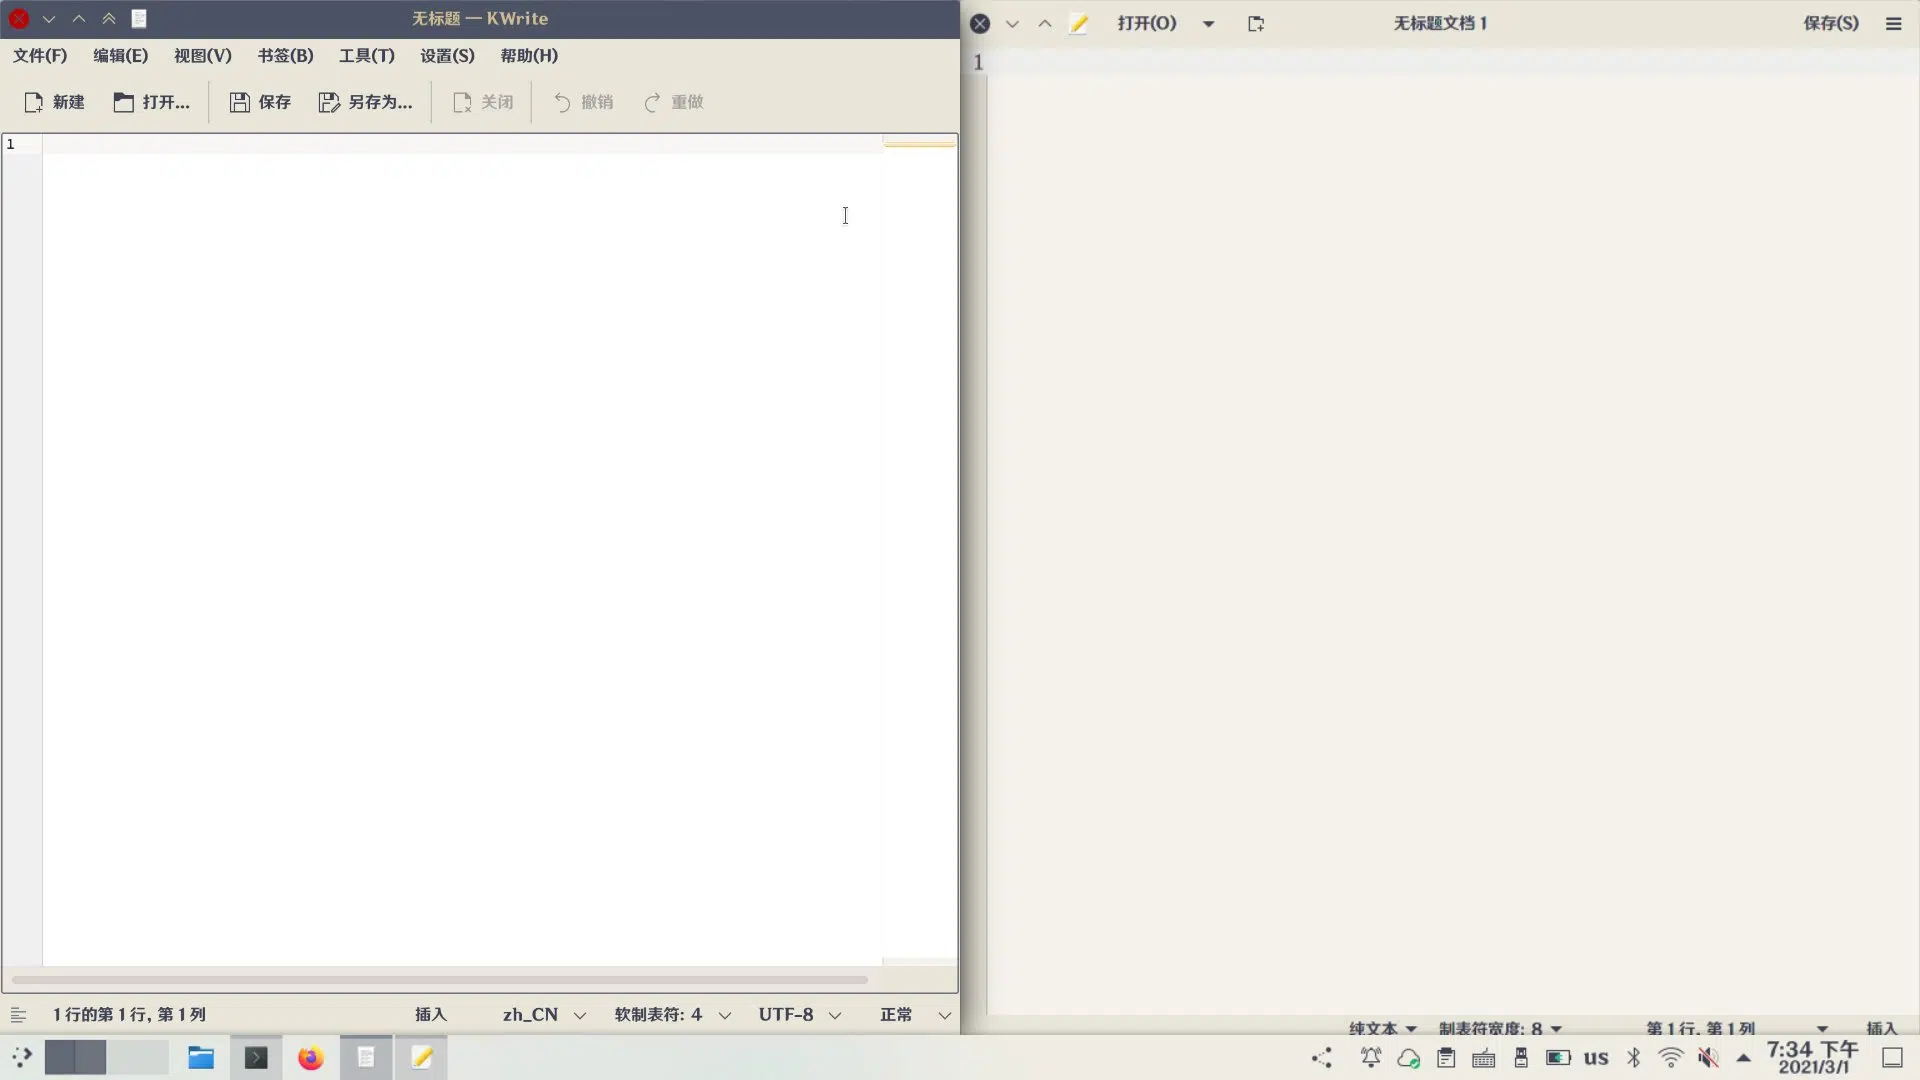 无标题 — KWrite
文件(F) 编辑(E) 视图(V) 书签(B) 工具(T) 设置(S) 帮助(H)
新建 打开... 保存 另存为... 关闭 撤销 重做
1
1 行的第 1 行, 第 1 列 插入 zh_CN 软制表符: 4 UTF-8 正常
打开(O) 无标题文档 1 保存(S)
1
纯文本 制表符宽度: 8 第 1 行, 第 1 列 插入
us 7:34 下午
2021/3/1